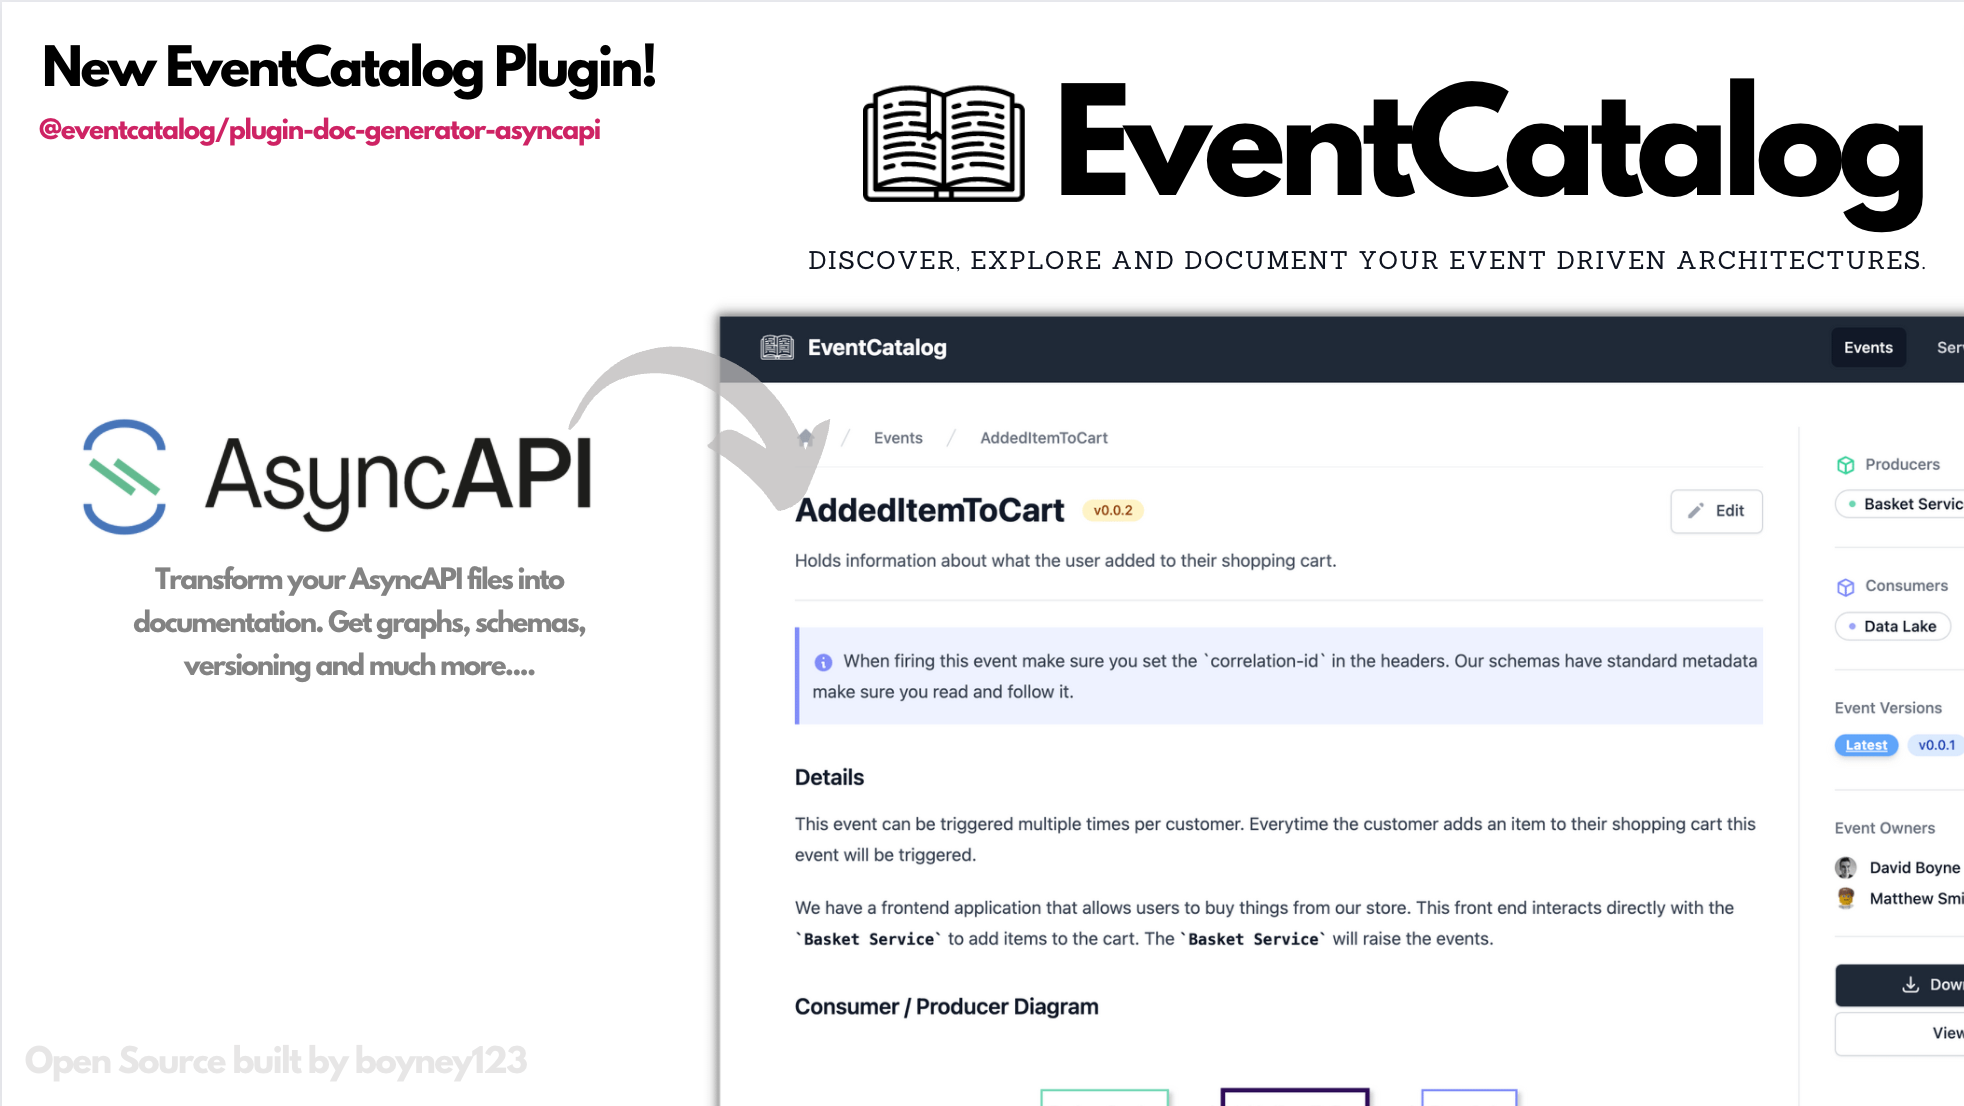 New EventCatalog Plugin!
@eventcatalog/plugin-doc-generator-asyncapi
EventCatalog
DISCOVER, EXPLORE AND DOCUMENT YOUR EVENT DRIVEN ARCHITECTURES.
AsyncAPI
Transform your AsyncAPI files into
documentation. Get graphs, schemas,
versioning and much more....
Open Source built by boyney123
EventCatalog
Events
Events / AddedItemToCart
AddedItemToCart v0.0.2
Edit
Holds information about what the user added to their shopping cart.
When firing this event make sure you set the `correlation-id` in the headers. Our schemas have standard metadata
make sure you read and follow it.
Details
This event can be triggered multiple times per customer. Everytime the customer adds an item to their shopping cart this
event will be triggered.
We have a frontend application that allows users to buy things from our store. This front end interacts directly with the
`Basket Service` to add items to the cart. The `Basket Service` will raise the events.
Consumer / Producer Diagram
Producers
Basket Servic
Consumers
Data Lake
Event Versions
Latest v0.0.1
Event Owners
David Boyne
Matthew Smi
View